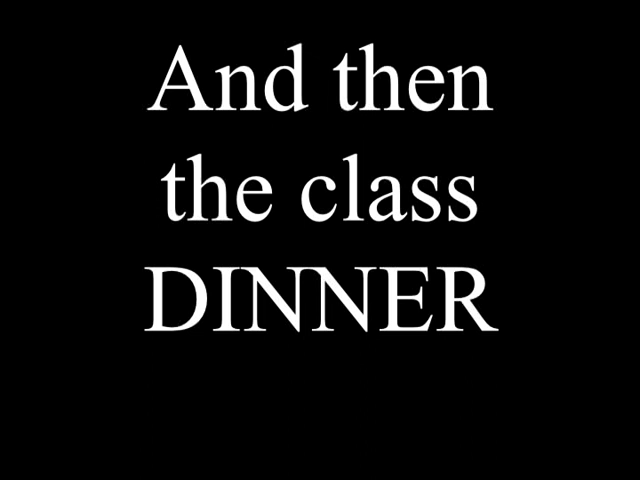 And then
the class
DINNER